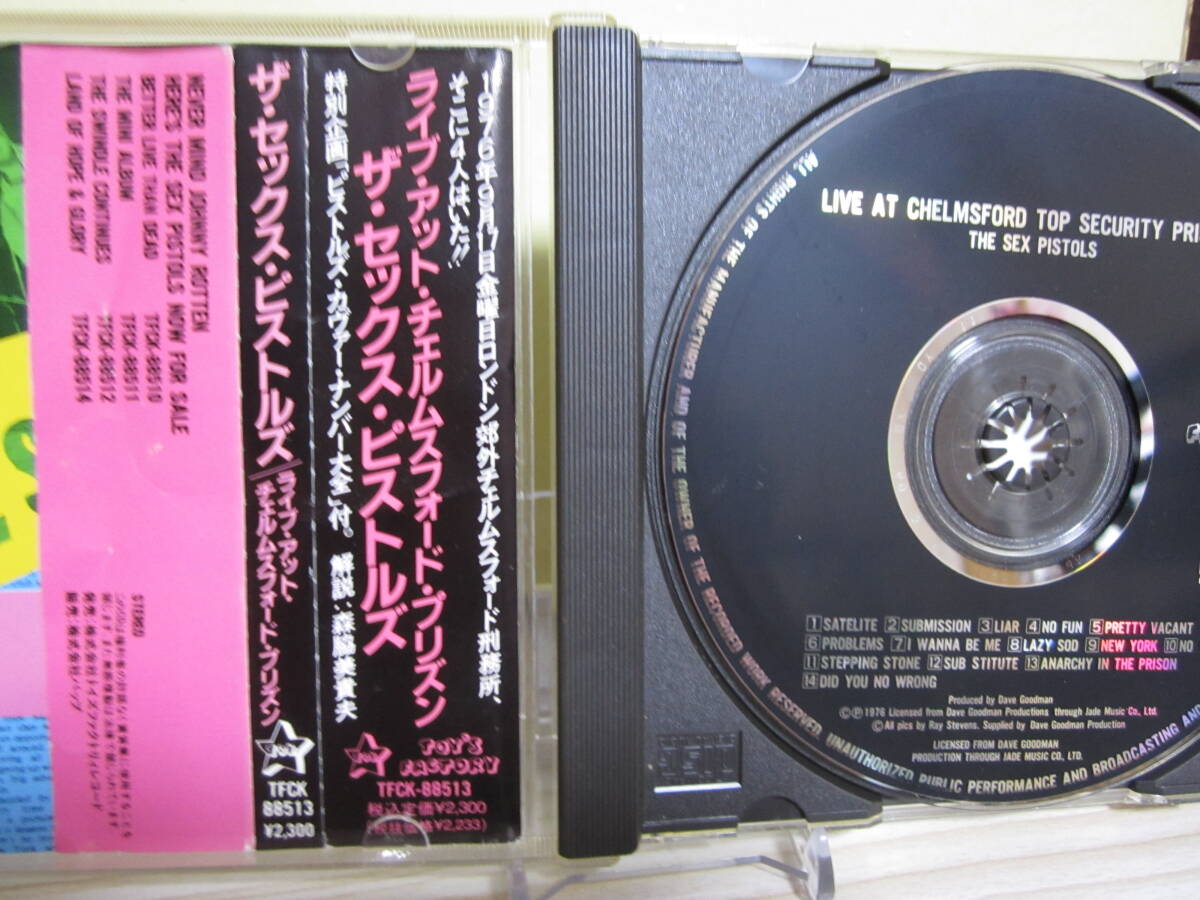 NEVER MIND JOHNNY ROTTEN
HERE'S THE SEX PISTOLS NOW FOR SALE
BETTER LIVE THAN DEAD TFCK-88510
THE MINI ALBUM TFCK-88511
THE SWINDLE CONTINUES TFCK-88512
LAND OF HOPE & GLORY TFCK-88514
STEREO
ザ・セックス・ピストルズ/ライブ・アット・チェルムスフォード・プリズン
TFCK
88513
¥2,300
1976年9月17日金曜日ロンドン郊外チェルムスフォード刑務所、
そこに4人はいた!!
ライブ・アット・チェルムスフォード・プリズン
ザ・セックス・ピストルズ
特別企画「ピストルズ・カヴァー・ナンバー大全」付。 解説:森脇美貴夫
TOY'S
FACTORY
TFCK-88513
税込定価¥2,300
(税抜価格¥2,233)
LIVE AT CHELMSFORD TOP SECURITY PRI
THE SEX PISTOLS
1 SATELITE 2 SUBMISSION 3 LIAR 4 NO FUN 5 PRETTY VACANT
6 PROBLEMS 7 I WANNA BE ME 8 LAZY SOD 9 NEW YORK 10 NO
11 STEPPING STONE 12 SUB STITUTE 13 ANARCHY IN THE PRISON
14 DID YOU NO WRONG
Produced by Dave Goodman
©℗ 1976 Licensed from Dave Goodman Productions through Jade Music Co., Ltd.
©All pics by Ray Stevens. Supplied by Dave Goodman Production
LICENSED FROM DAVE GOODMAN
PRODUCTION THROUGH JADE MUSIC CO., LTD.
ALL RIGHTS OF THE MANUFACTURER AND OF THE OWNER OF THE RECORDED WORK RESERVED UNAUTHORIZED PUBLIC PERFORMANCE AND BROADCASTING AND